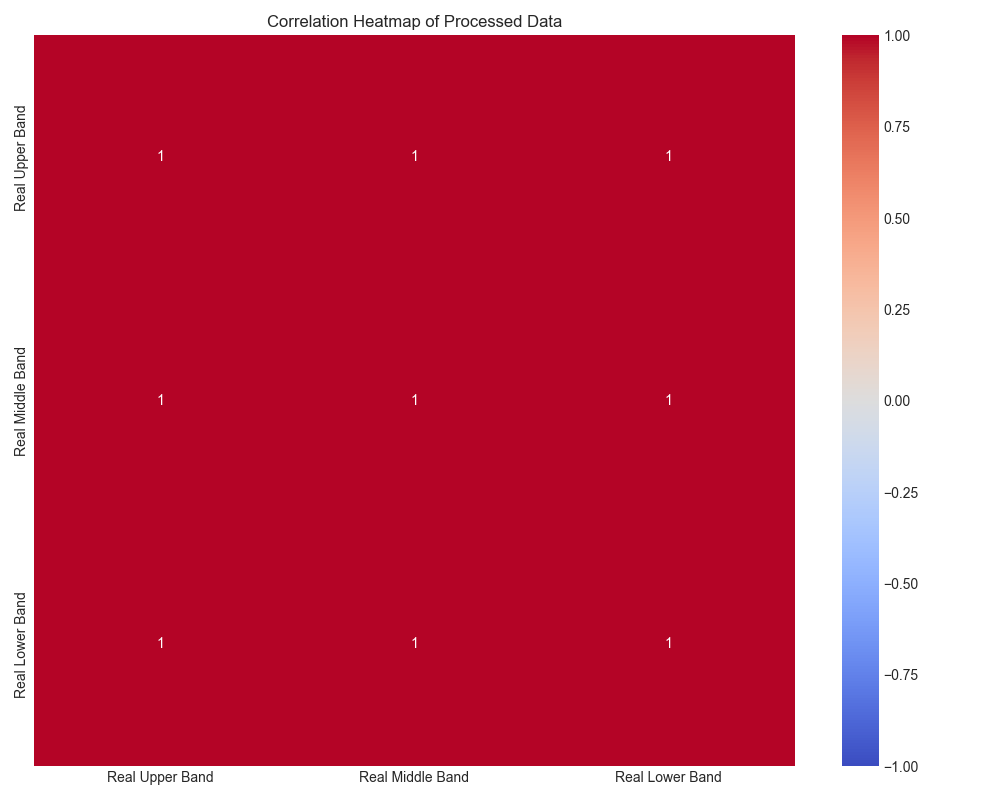 Correlation Heatmap of Processed Data
Real Upper Band
1 1 1
Real Middle Band
1 1 1
Real Lower Band
1 1 1
Real Upper Band Real Middle Band Real Lower Band
1.00
0.75
0.50
0.25
0.00
−0.25
−0.50
−0.75
−1.00